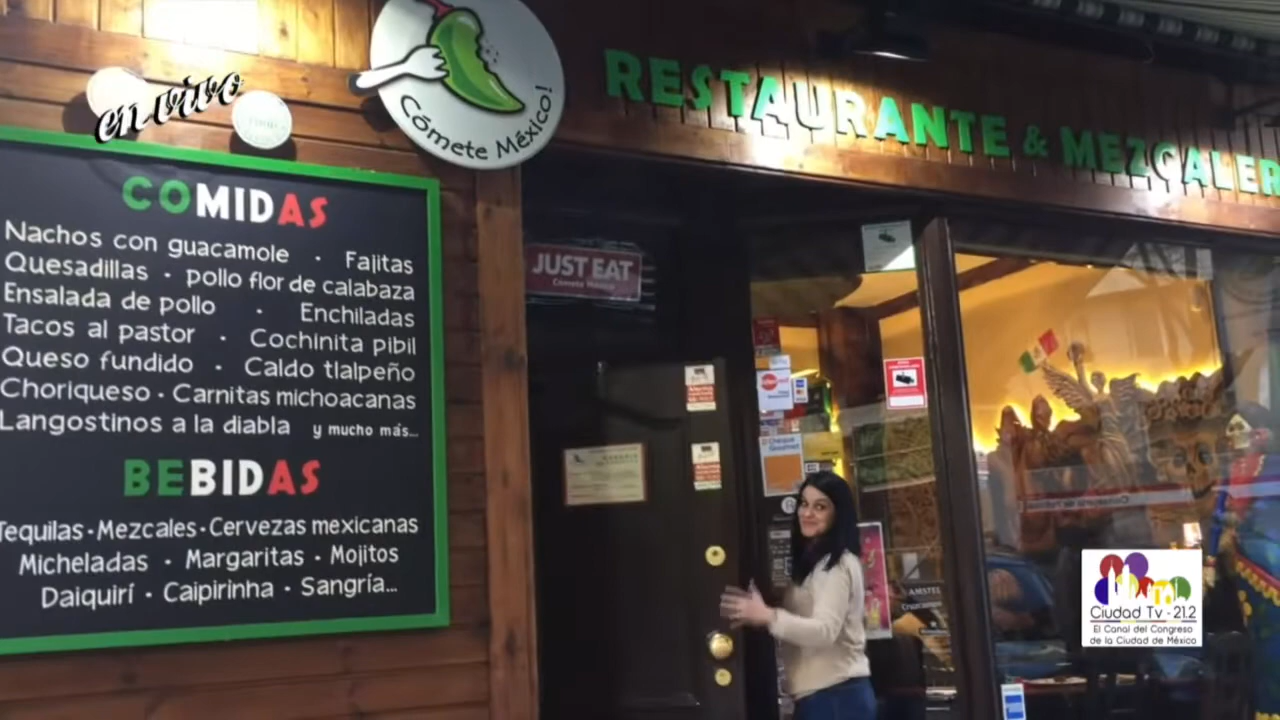 en vivo
Cómete México!
RESTAURANTE & MEZCALER
COMIDAS
Nachos con guacamole · Fajitas
Quesadillas · pollo flor de calabaza
Ensalada de pollo · Enchiladas
Tacos al pastor · Cochinita pibil
Queso fundido · Caldo tlalpeño
Choriqueso · Carnitas michoacanas
Langostinos a la diabla y mucho más...
BEBIDAS
Tequilas · Mezcales · Cervezas mexicanas
Micheladas · Margaritas · Mojitos
Daiquirí · Caipirinha · Sangría...
JUST EAT
Cómete México
AMSTEL
Ciudad Tv - 21.2
El Canal del Congreso
de la Ciudad de México